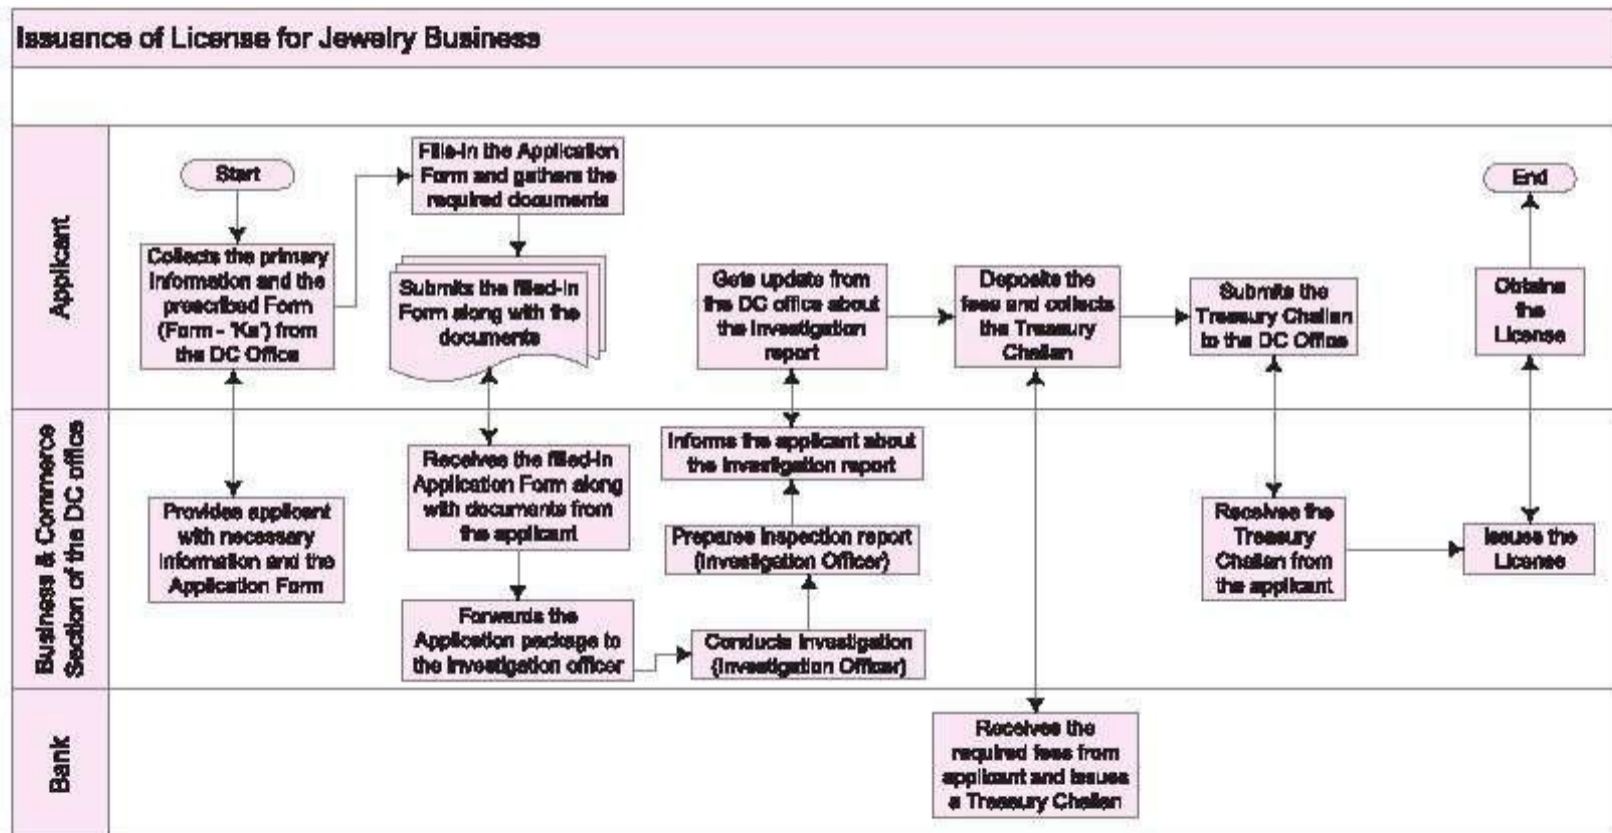 Issuance of License for Jewelry Business
Applicant
Start
Collects the primary
Information and the
prescribed Form
(Form - 'Ka') from
the DC Office
Fills-in the Application
Form and gathers the
required documents
Submits the filled-in
Form along with the
documents
Gets update from
the DC office about
the Investigation
report
Deposits the
fees and collects
the Treasury
Challan
Submits the
Treasury Challan
to the DC Office
Obtains
the
License
End
Business & Commerce
Section of the DC office
Provides applicant
with necessary
Information and the
Application Form
Receives the filled-in
Application Form along
with documents from
the applicant
Forwards the
Application package to
the Investigation officer
Informs the applicant about
the Investigation report
Prepares Inspection report
(Investigation Officer)
Conducts Investigation
(Investigation Officer)
Receives the
Treasury
Challan from
the applicant
Issues the
License
Bank
Receives the
required fees from
applicant and issues
a Treasury Challan